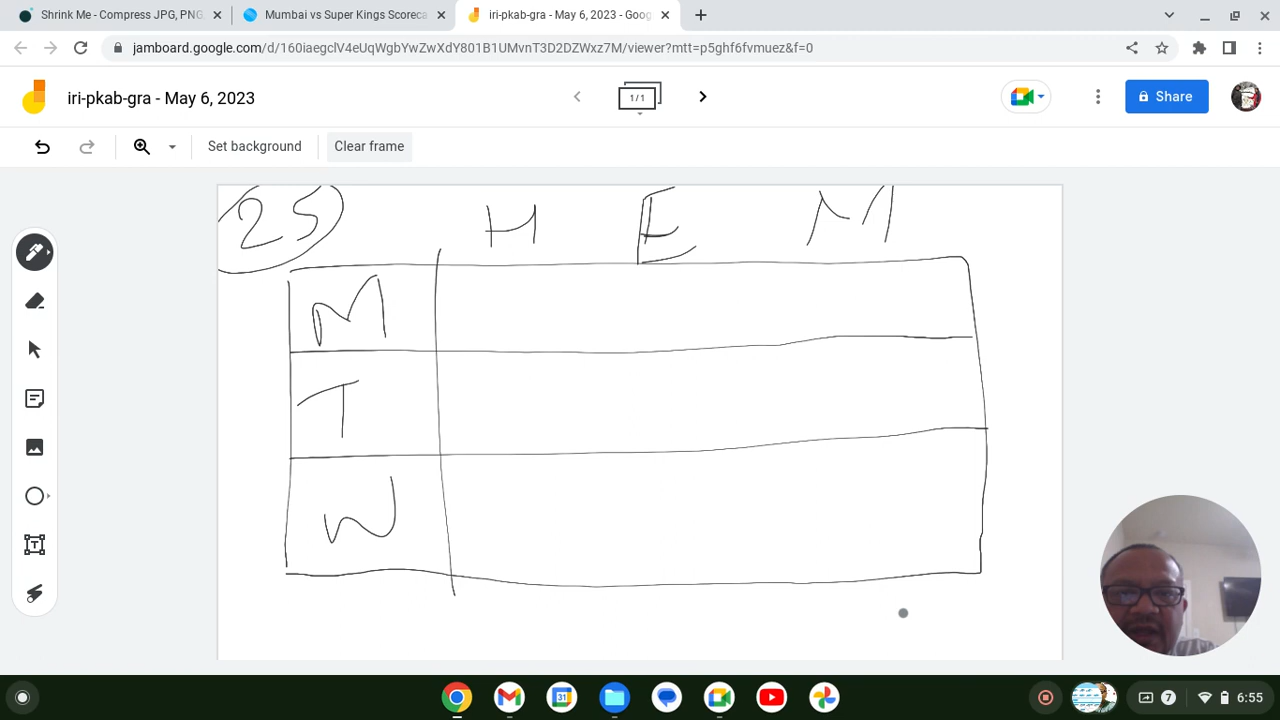 Shrink Me - Compress JPG, PNG,
Mumbai vs Super Kings Scoreca
iri-pkab-gra - May 6, 2023 - Goog
jamboard.google.com/d/160iaegclV4eUqWgbYwZwXdY801B1UMvnT3D2DZWxz7M/viewer?mtt=p5ghf6fvmuez&f=0
iri-pkab-gra - May 6, 2023
1/1
Share
Set background
Clear frame
25 H E M
M
T
W
31
7
6:55